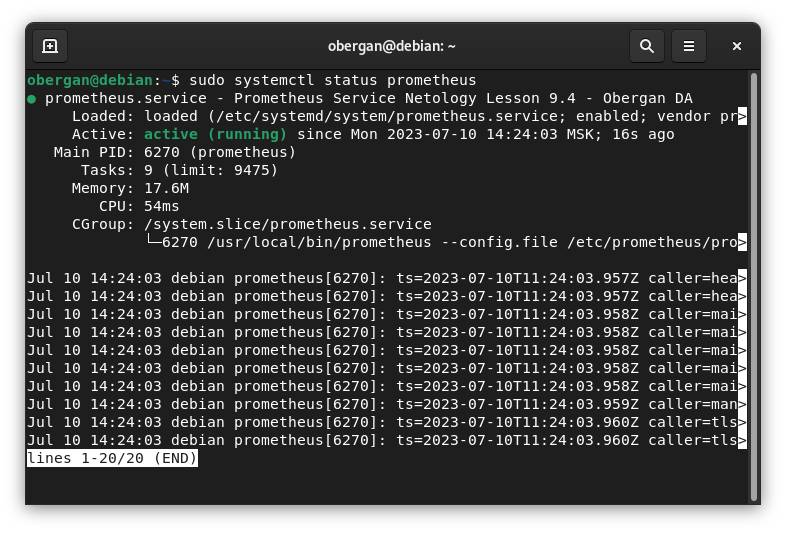 obergan@debian: ~
obergan@debian:~$ sudo systemctl status prometheus
● prometheus.service - Prometheus Service Netology Lesson 9.4 - Obergan DA
     Loaded: loaded (/etc/systemd/system/prometheus.service; enabled; vendor pr>
     Active: active (running) since Mon 2023-07-10 14:24:03 MSK; 16s ago
   Main PID: 6270 (prometheus)
      Tasks: 9 (limit: 9475)
     Memory: 17.6M
        CPU: 54ms
     CGroup: /system.slice/prometheus.service
             └─6270 /usr/local/bin/prometheus --config.file /etc/prometheus/pro>
Jul 10 14:24:03 debian prometheus[6270]: ts=2023-07-10T11:24:03.957Z caller=hea>
Jul 10 14:24:03 debian prometheus[6270]: ts=2023-07-10T11:24:03.957Z caller=hea>
Jul 10 14:24:03 debian prometheus[6270]: ts=2023-07-10T11:24:03.958Z caller=mai>
Jul 10 14:24:03 debian prometheus[6270]: ts=2023-07-10T11:24:03.958Z caller=mai>
Jul 10 14:24:03 debian prometheus[6270]: ts=2023-07-10T11:24:03.958Z caller=mai>
Jul 10 14:24:03 debian prometheus[6270]: ts=2023-07-10T11:24:03.958Z caller=mai>
Jul 10 14:24:03 debian prometheus[6270]: ts=2023-07-10T11:24:03.958Z caller=mai>
Jul 10 14:24:03 debian prometheus[6270]: ts=2023-07-10T11:24:03.959Z caller=man>
Jul 10 14:24:03 debian prometheus[6270]: ts=2023-07-10T11:24:03.960Z caller=tls>
Jul 10 14:24:03 debian prometheus[6270]: ts=2023-07-10T11:24:03.960Z caller=tls>
lines 1-20/20 (END)